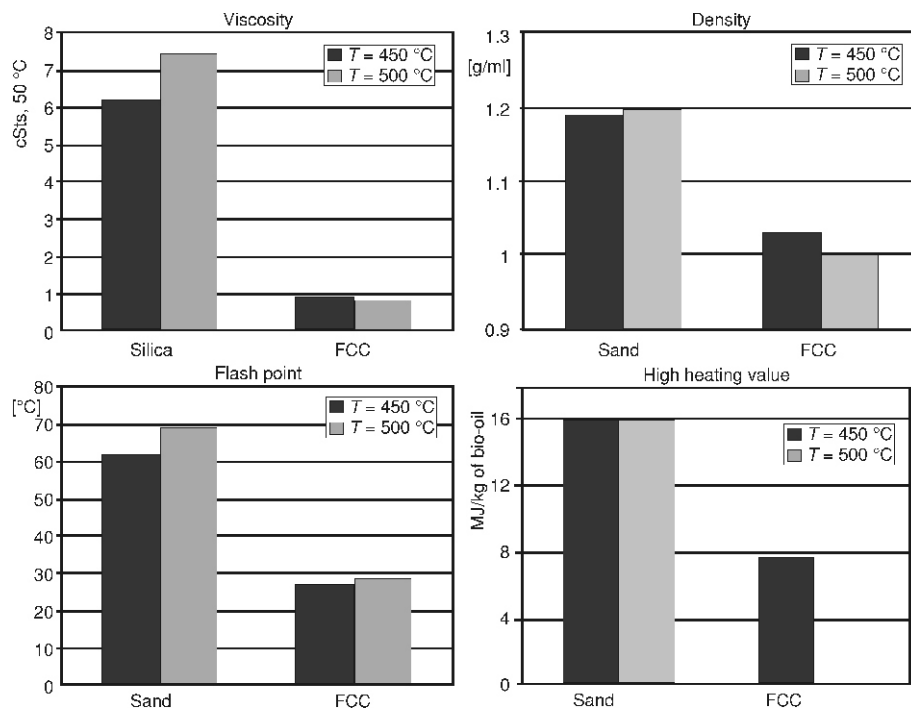 Viscosity
cSts, 50 °C
8
7
6
5
4
3
2
1
0
T = 450 °C
T = 500 °C
Silica
FCC
Density
[g/ml]
1.3
1.2
1.1
1
0.9
T = 450 °C
T = 500 °C
Sand
FCC
Flash point
[°C]
80
70
60
50
40
30
20
10
0
T = 450 °C
T = 500 °C
Sand
FCC
High heating value
MJ/kg of bio-oil
16
12
8
4
0
T = 450 °C
T = 500 °C
Sand
FCC